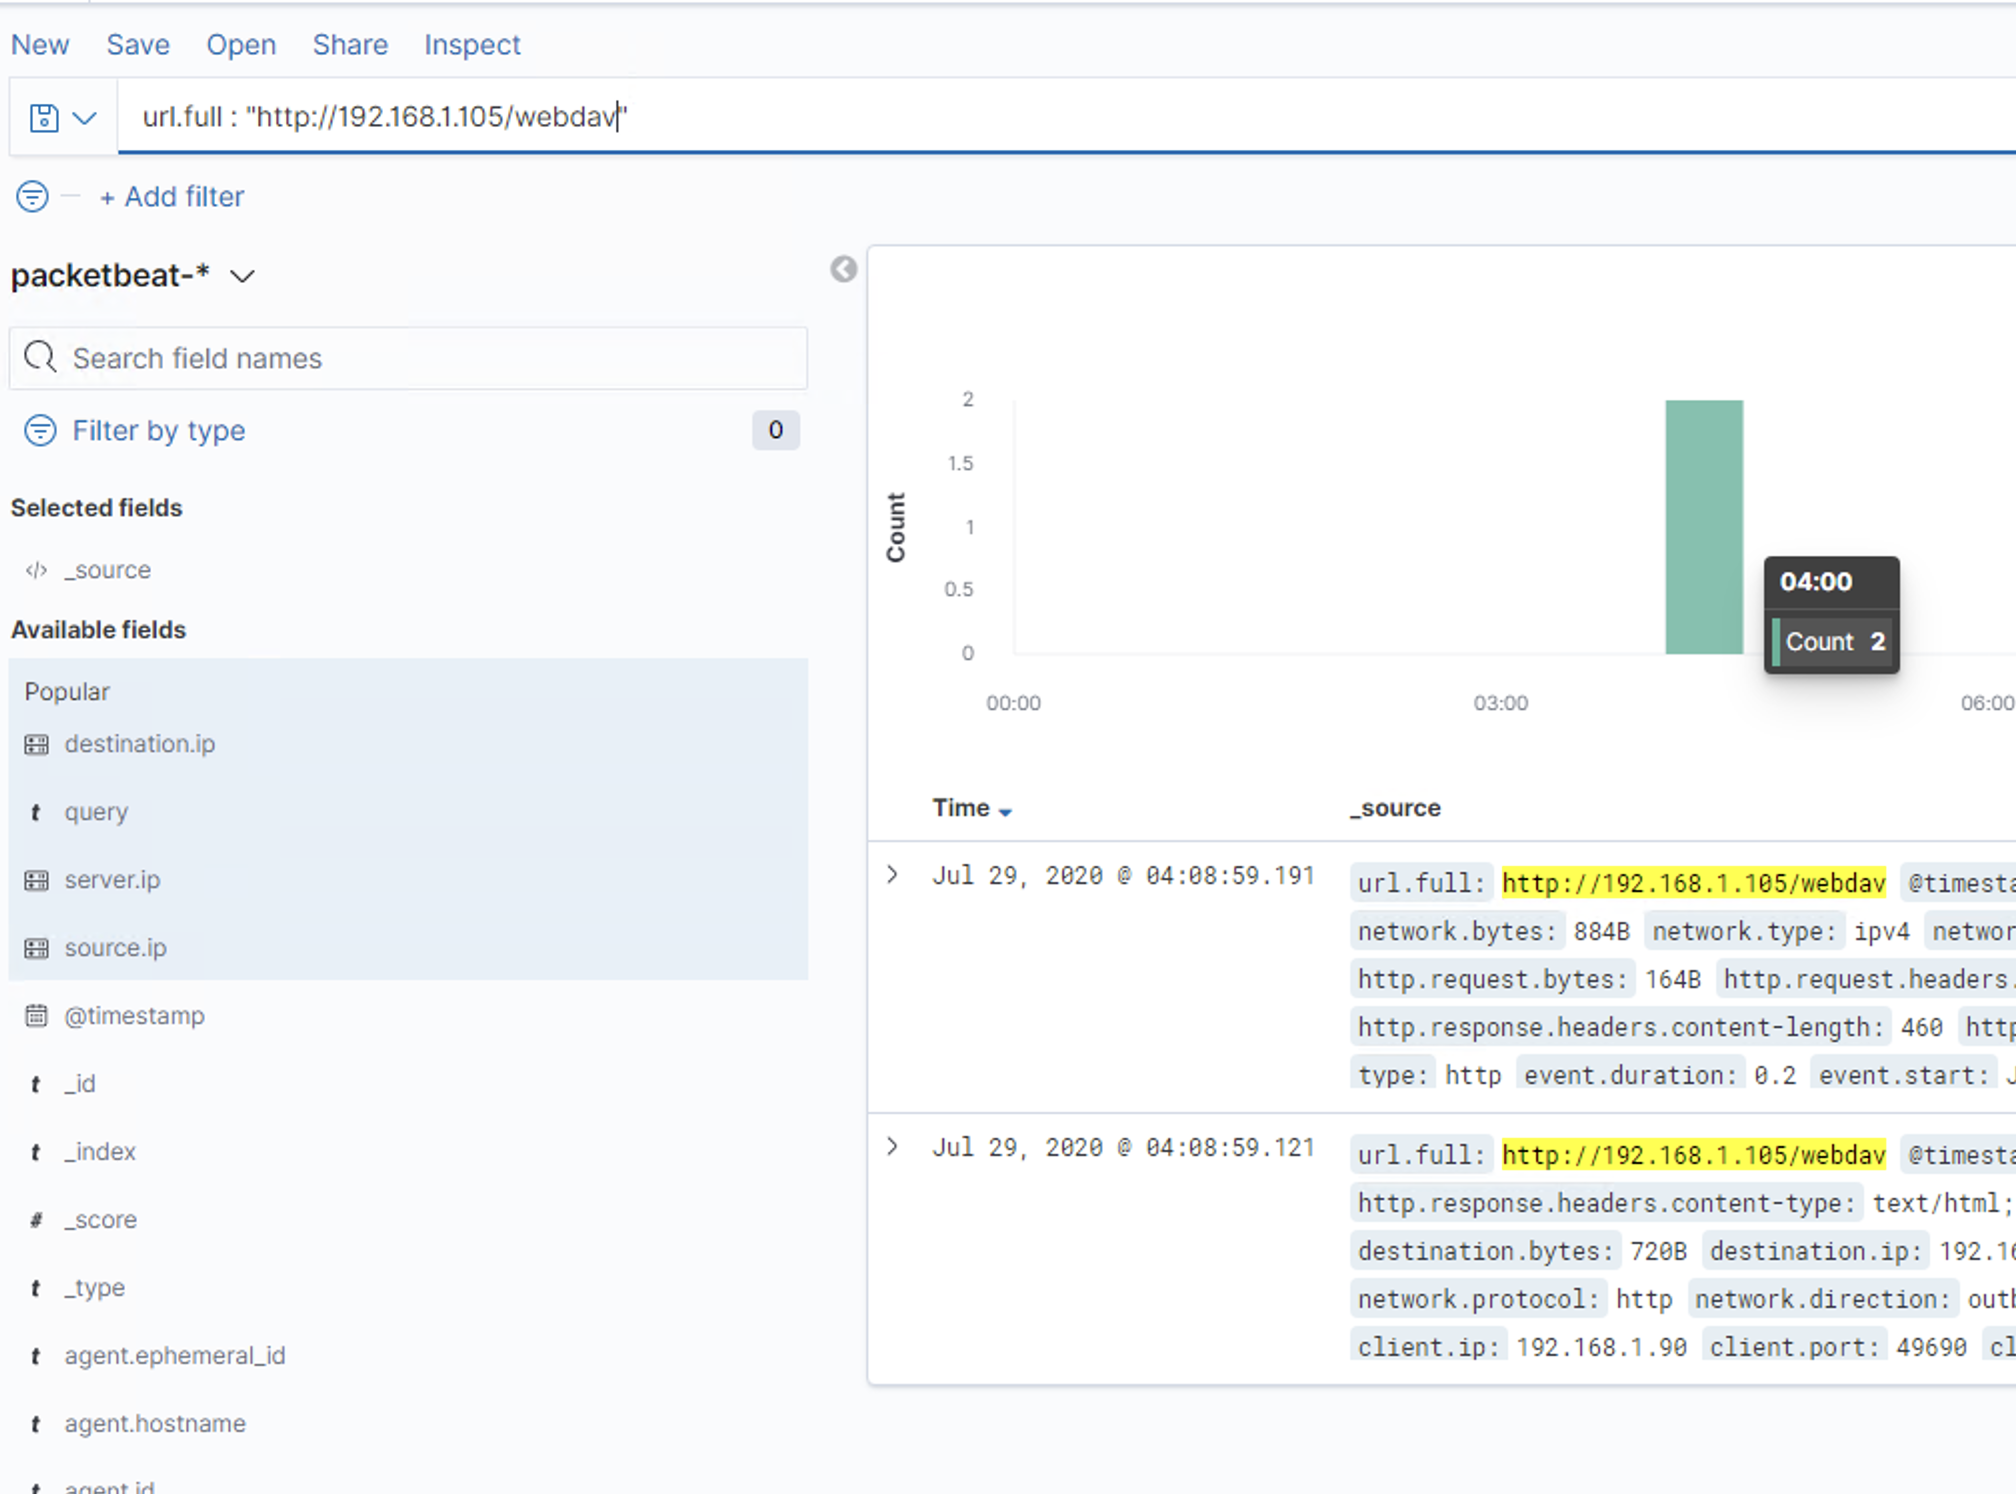 New Save Open Share Inspect
url.full : "http://192.168.1.105/webdav"
+ Add filter
packetbeat-*
Search field names
Filter by type 0
Selected fields
_source
Available fields
Popular
destination.ip
query
server.ip
source.ip
@timestamp
_id
_index
_score
_type
agent.ephemeral_id
agent.hostname
agent.id
Count
2
1.5
1
0.5
0
00:00 03:00 06:00
04:00
Count 2
Time _source
Jul 29, 2020 @ 04:08:59.191 url.full: http://192.168.1.105/webdav @timesta
network.bytes: 884B network.type: ipv4 networ
http.request.bytes: 164B http.request.headers.
http.response.headers.content-length: 460 http
type: http event.duration: 0.2 event.start: J
Jul 29, 2020 @ 04:08:59.121 url.full: http://192.168.1.105/webdav @timesta
http.response.headers.content-type: text/html;
destination.bytes: 720B destination.ip: 192.16
network.protocol: http network.direction: outb
client.ip: 192.168.1.90 client.port: 49690 cl